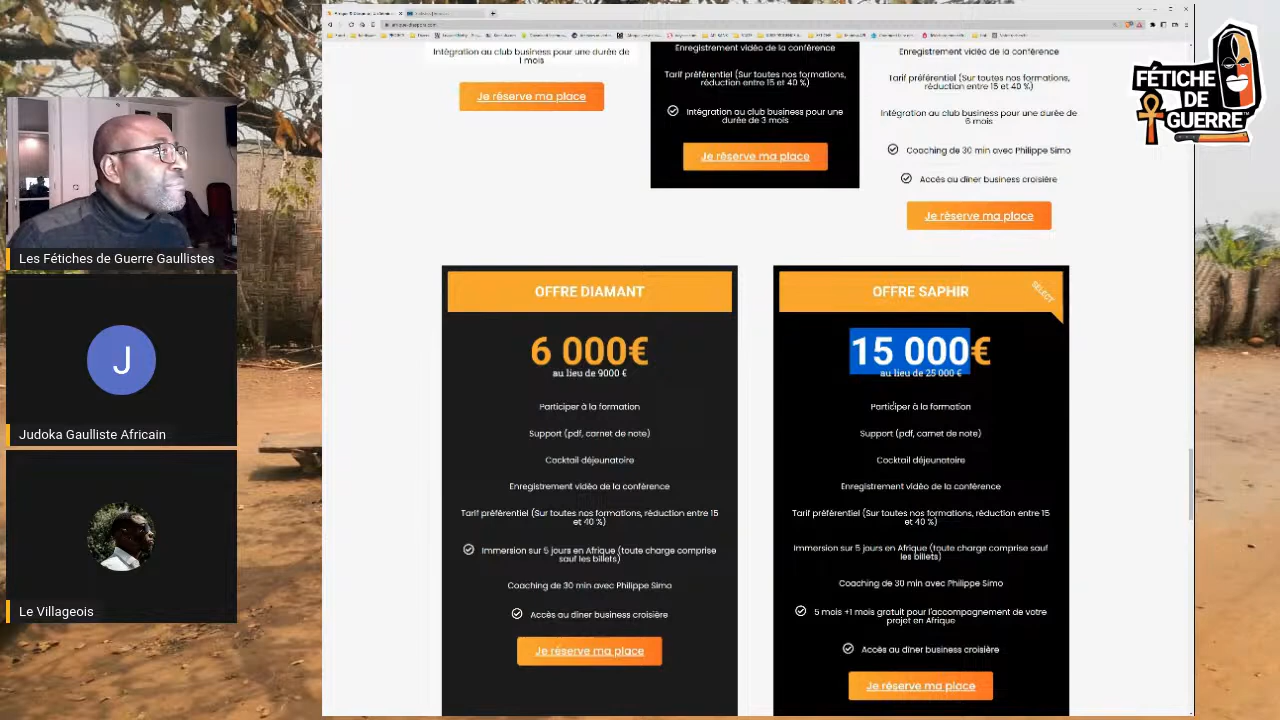 afrique-diaspora.com
Intégration au club business pour une durée de
1 mois
Je réserve ma place
Enregistrement vidéo de la conférence
Tarif préférentiel (Sur toutes nos formations,
réduction entre 15 et 40 %)
Intégration au club business pour une
durée de 3 mois
Je réserve ma place
Enregistrement vidéo de la conférence
Tarif préférentiel (Sur toutes nos formations,
réduction entre 15 et 40 %)
Intégration au club business pour une durée de
6 mois
Coaching de 30 min avec Philippe Simo
Accès au dîner business croisière
Je réserve ma place
FÉTICHE
DE
GUERRE
Les Fétiches de Guerre Gaullistes
J
Judoka Gaulliste Africain
Le Villageois
OFFRE DIAMANT
6 000€
au lieu de 9000 €
Participer à la formation
Support (pdf, carnet de note)
Cocktail déjeunatoire
Enregistrement vidéo de la conférence
Tarif préférentiel (Sur toutes nos formations, réduction entre 15
et 40 %)
Immersion sur 5 jours en Afrique (toute charge comprise
sauf les billets)
Coaching de 30 min avec Philippe Simo
Accès au dîner business croisière
Je réserve ma place
OFFRE SAPHIR
SELECT
15 000€
au lieu de 25 000 €
Participer à la formation
Support (pdf, carnet de note)
Cocktail déjeunatoire
Enregistrement vidéo de la conférence
Tarif préférentiel (Sur toutes nos formations, réduction entre 15
et 40 %)
Immersion sur 5 jours en Afrique (toute charge comprise sauf
les billets)
Coaching de 30 min avec Philippe Simo
5 mois +1 mois gratuit pour l'accompagnement de votre
projet en Afrique
Accès au dîner business croisière
Je réserve ma place